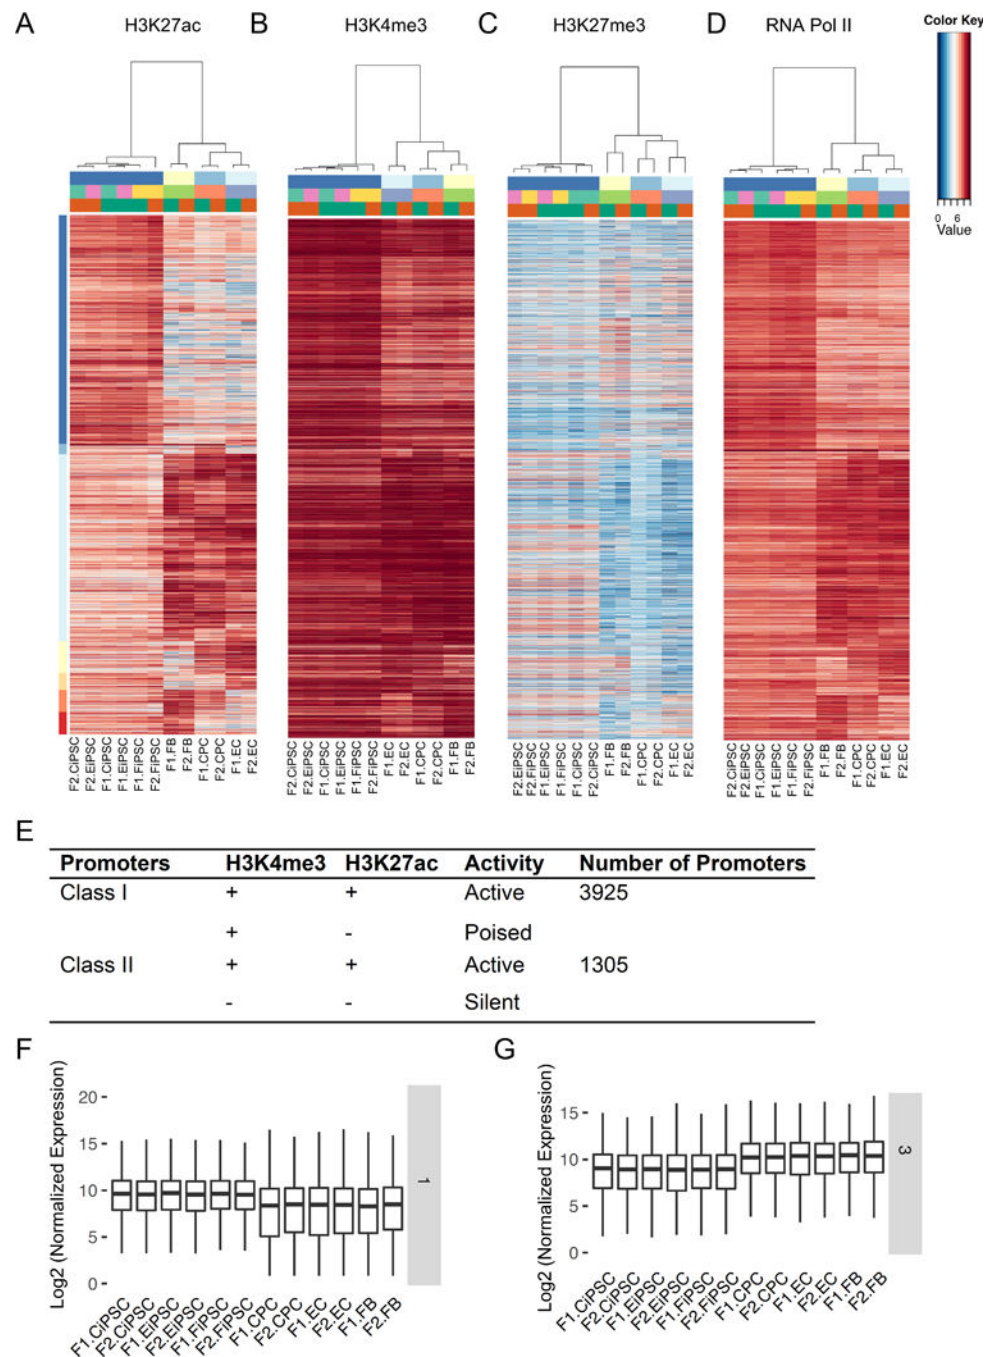 A H3K27ac B H3K4me3 C H3K27me3 D RNA Pol II Color Key
0 6
Value
F2.CiPSC F2.EiPSC F1.CiPSC F1.EiPSC F1.FiPSC F2.FiPSC F1.FB F2.FB F1.CPC F2.CPC F1.EC F2.EC
F2.CiPSC F2.EiPSC F1.CiPSC F1.EiPSC F1.FiPSC F2.FiPSC F1.EC F2.EC F1.CPC F2.CPC F1.FB F2.FB
F2.EiPSC F2.FiPSC F1.EiPSC F1.FiPSC F1.CiPSC F2.CiPSC F1.FB F2.FB F1.CPC F2.CPC F1.EC F2.EC
F2.CiPSC F2.EiPSC F1.CiPSC F1.EiPSC F1.FiPSC F2.FiPSC F1.FB F2.FB F1.CPC F2.CPC F1.EC F2.EC
E
Promoters H3K4me3 H3K27ac Activity Number of Promoters
Class I + + Active 3925
+ - Poised
Class II + + Active 1305
- - Silent
F
Log2 (Normalized Expression)
20
15
10
5
0
1
F1.CiPSC F2.CiPSC F1.EiPSC F2.EiPSC F1.FiPSC F2.FiPSC F1.CPC F2.CPC F1.EC F2.EC F1.FB F2.FB
G
Log2 (Normalized Expression)
15
10
5
0
3
F1.CiPSC F2.CiPSC F1.EiPSC F2.EiPSC F1.FiPSC F2.FiPSC F1.CPC F2.CPC F1.EC F2.EC F1.FB F2.FB